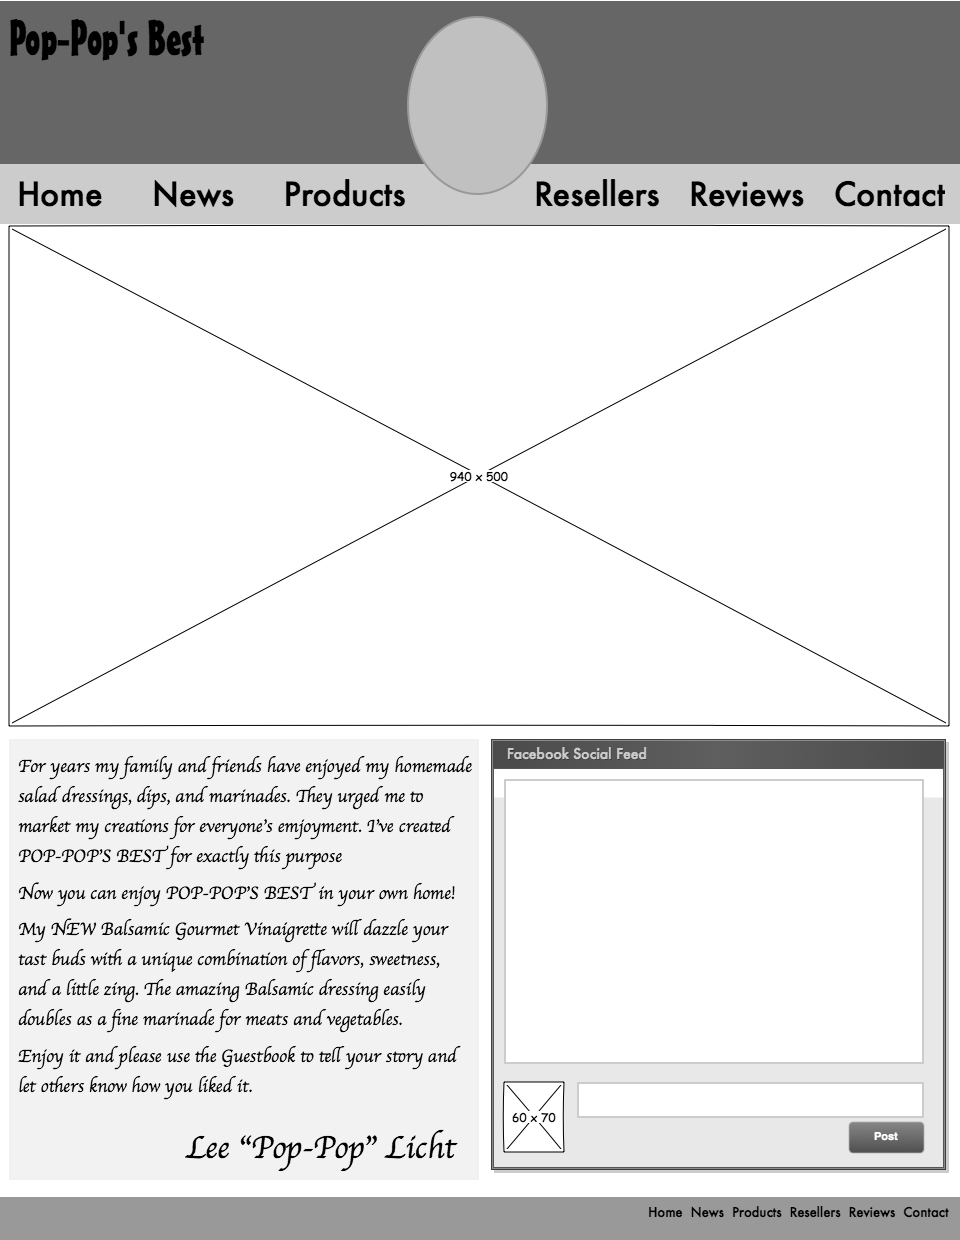 Pop-Pop's Best
Home News Products Resellers Reviews Contact
940 x 500
For years my family and friends have enjoyed my homemade
salad dressings, dips, and marinades. They urged me to
market my creations for everyone's emjoyment. I've created
POP-POP'S BEST for exactly this purpose
Now you can enjoy POP-POP'S BEST in your own home!
My NEW Balsamic Gourmet Vinaigrette will dazzle your
tast buds with a unique combination of flavors, sweetness,
and a little zing. The amazing Balsamic dressing easily
doubles as a fine marinade for meats and vegetables.
Enjoy it and please use the Guestbook to tell your story and
let others know how you liked it.
Lee “Pop-Pop” Licht
Facebook Social Feed
60 x 70
Post
Home News Products Resellers Reviews Contact